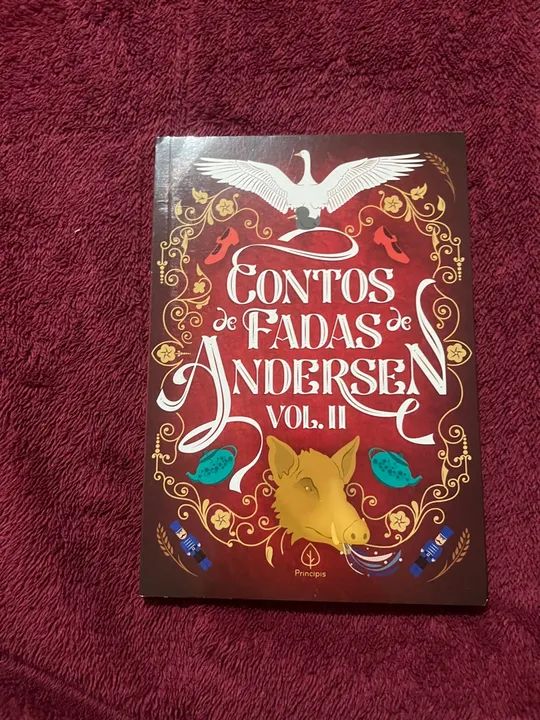 CONTOS
de FADAS de
ANDERSEN
VOL. II
Principis